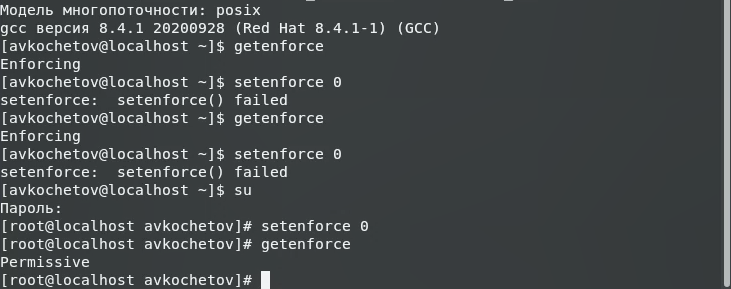 Модель многопоточности: posix
gcc версия 8.4.1 20200928 (Red Hat 8.4.1-1) (GCC)
[avkochetov@localhost ~]$ getenforce
Enforcing
[avkochetov@localhost ~]$ setenforce 0
setenforce:  setenforce() failed
[avkochetov@localhost ~]$ getenforce
Enforcing
[avkochetov@localhost ~]$ setenforce 0
setenforce:  setenforce() failed
[avkochetov@localhost ~]$ su
Пароль:
[root@localhost avkochetov]# setenforce 0
[root@localhost avkochetov]# getenforce
Permissive
[root@localhost avkochetov]#